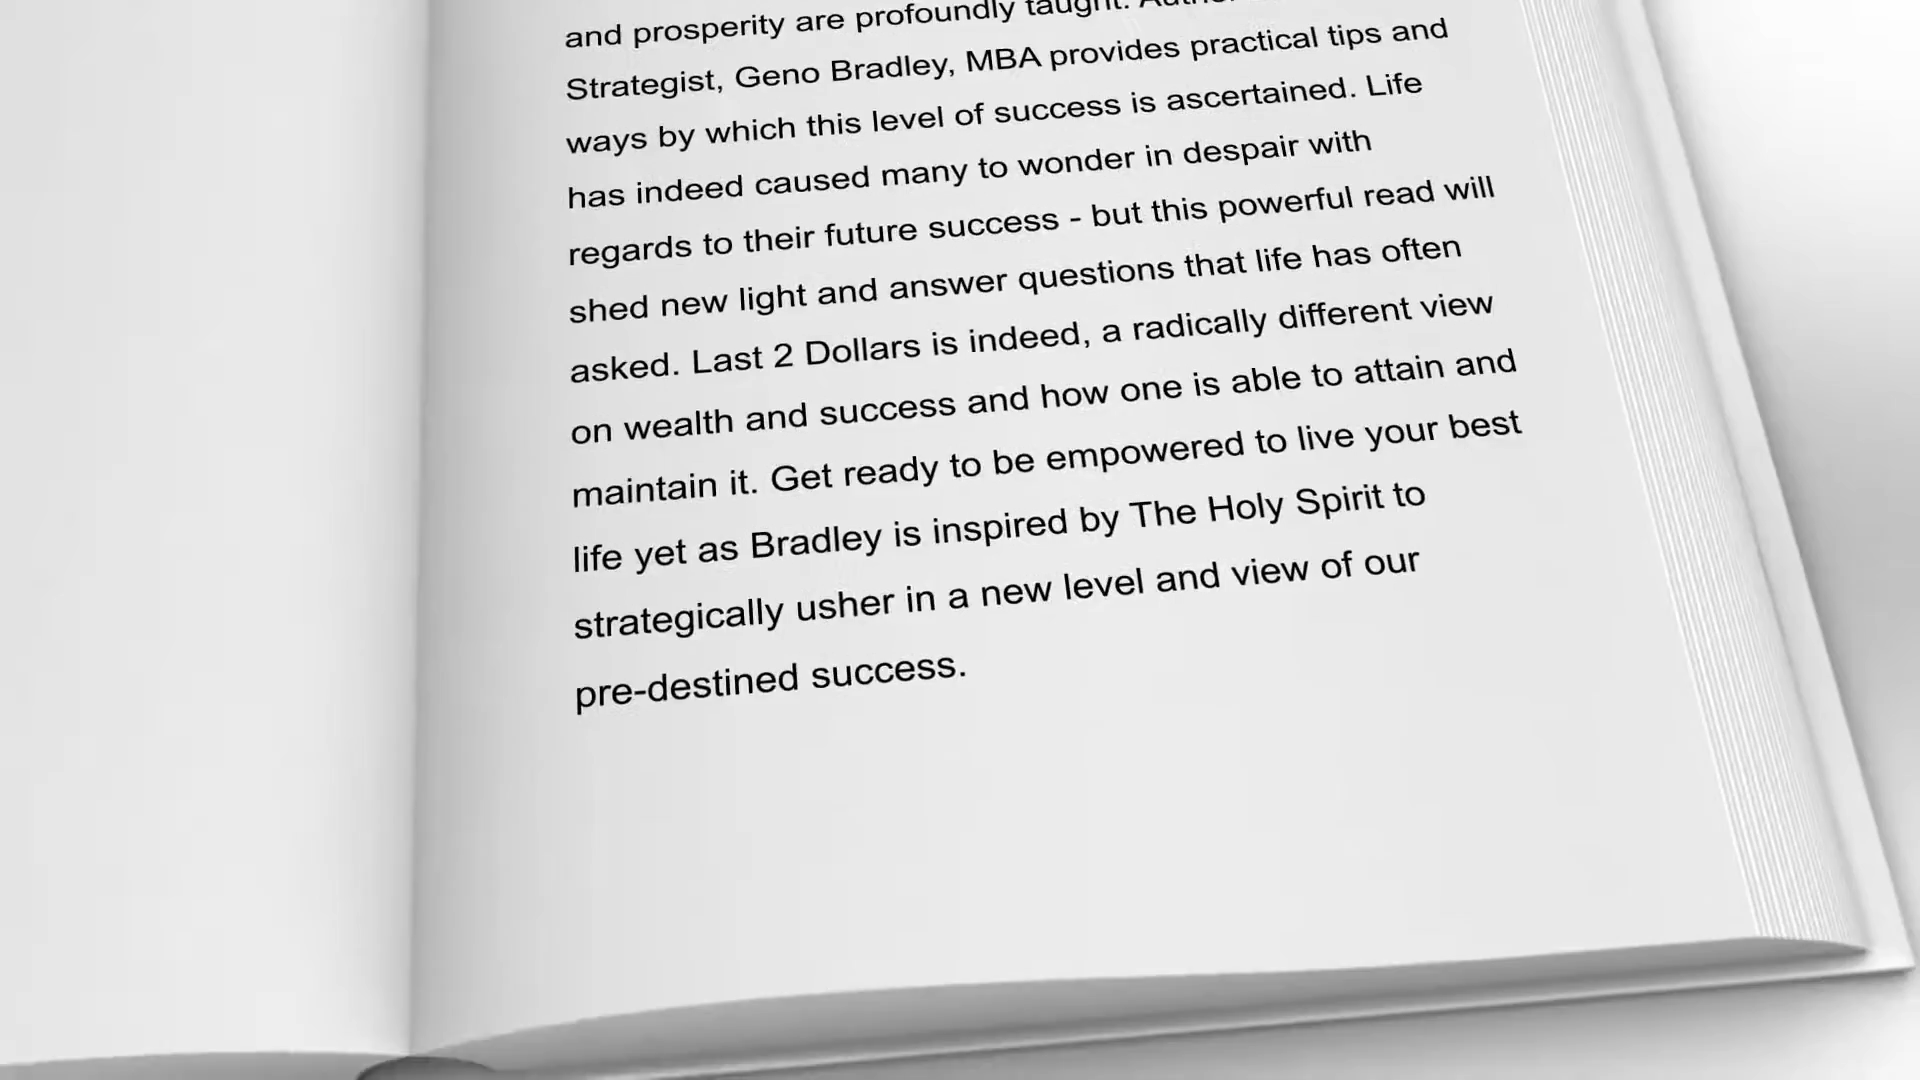 and prosperity are profoundly taught.
Strategist, Geno Bradley, MBA provides practical tips and
ways by which this level of success is ascertained. Life
has indeed caused many to wonder in despair with
regards to their future success - but this powerful read will
shed new light and answer questions that life has often
asked. Last 2 Dollars is indeed, a radically different view
on wealth and success and how one is able to attain and
maintain it. Get ready to be empowered to live your best
life yet as Bradley is inspired by The Holy Spirit to
strategically usher in a new level and view of our
pre-destined success.